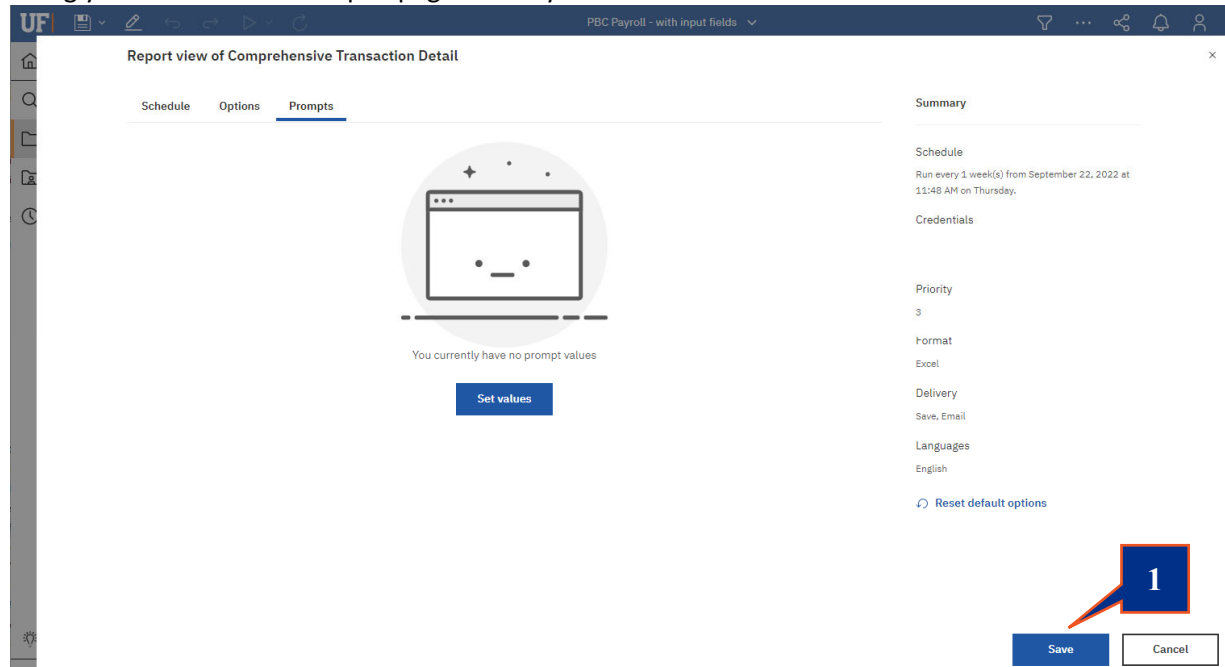 UF
PBC Payroll - with input fields
Report view of Comprehensive Transaction Detail
Schedule Options Prompts
You currently have no prompt values
Set values
Summary
Schedule
Run every 1 week(s) from September 22, 2022 at
11:48 AM on Thursday.
Credentials
Priority
3
Format
Excel
Delivery
Save, Email
Languages
English
Reset default options
1
Save Cancel